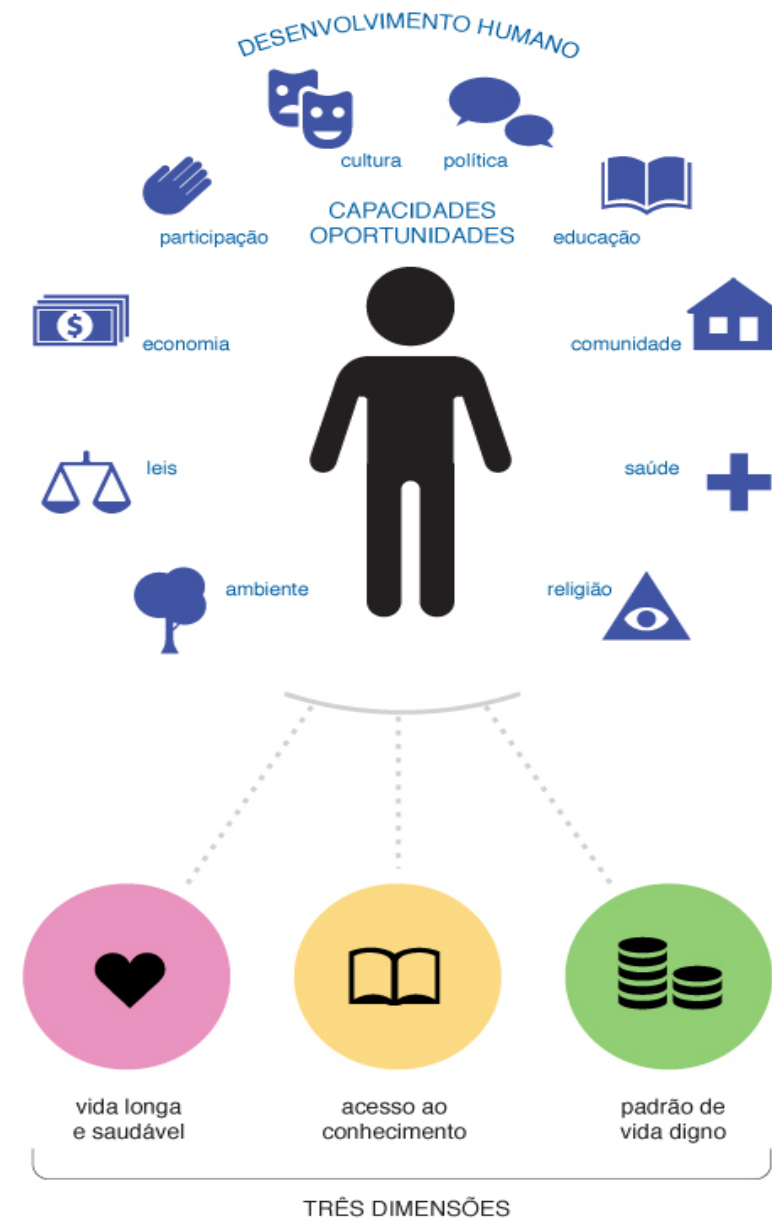 DESENVOLVIMENTO HUMANO
cultura
política
participação
CAPACIDADES
OPORTUNIDADES
educação
$
economia
comunidade
leis
saúde
ambiente
religião
vida longa
e saudável
acesso ao
conhecimento
padrão de
vida digno
TRÊS DIMENSÕES